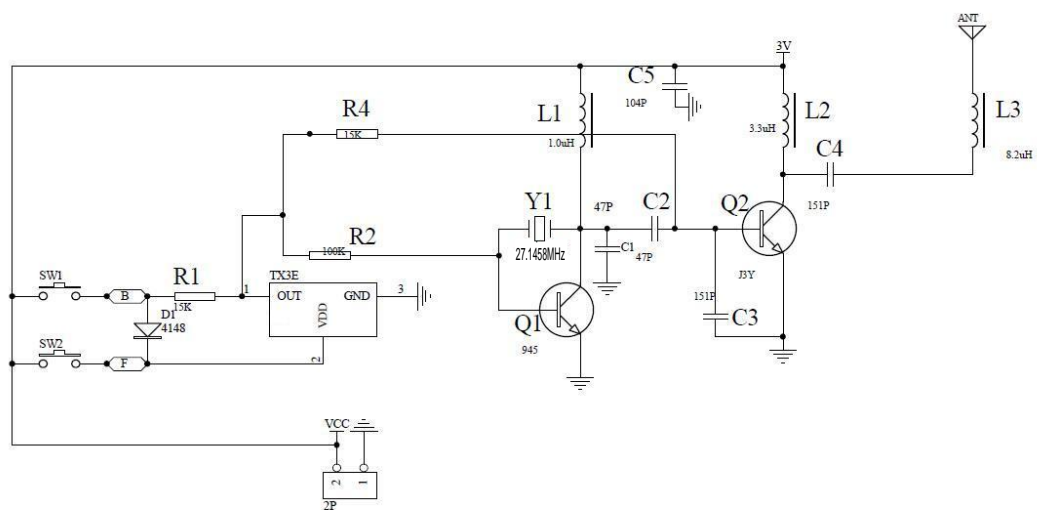 ANT
3V
C5
104P
R4
15K
L1
1.0uH
L2
3.3uH
L3
8.2uH
C4
151P
Y1
27.1458MHz
47P
C2
C1
47P
Q2
J3Y
R2
100K
TX3E
SW1
B
R1
15K
1
OUT
GND
3
VDD
2
D1
4148
151P
C3
Q1
945
SW2
F
VCC
2
1
2P